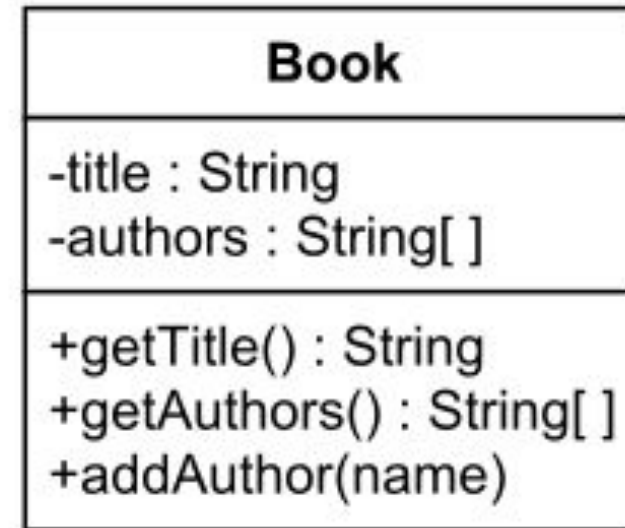 Book
-title : String
-authors : String[ ]
+getTitle() : String
+getAuthors() : String[ ]
+addAuthor(name)